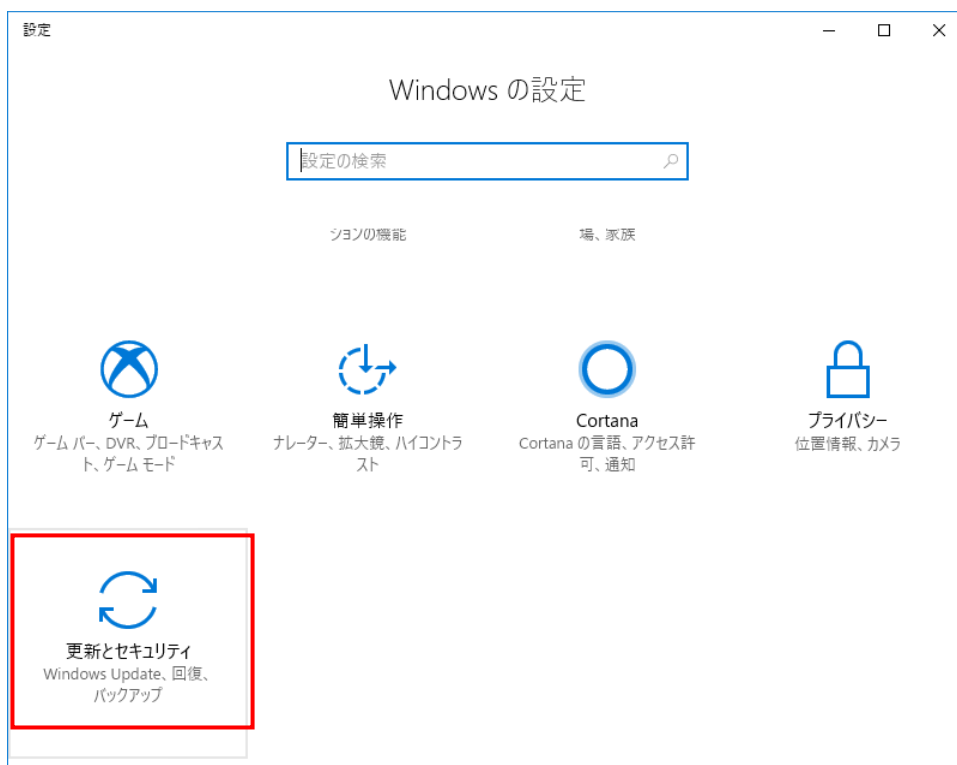 設定
Windows の設定
設定の検索
ションの機能
場、家族
ゲーム
ゲーム バー、DVR、ブロードキャス
ト、ゲーム モード
簡単操作
ナレーター、拡大鏡、ハイコントラ
スト
Cortana
Cortana の言語、アクセス許
可、通知
プライバシー
位置情報、カメラ
更新とセキュリティ
Windows Update、回復、
バックアップ